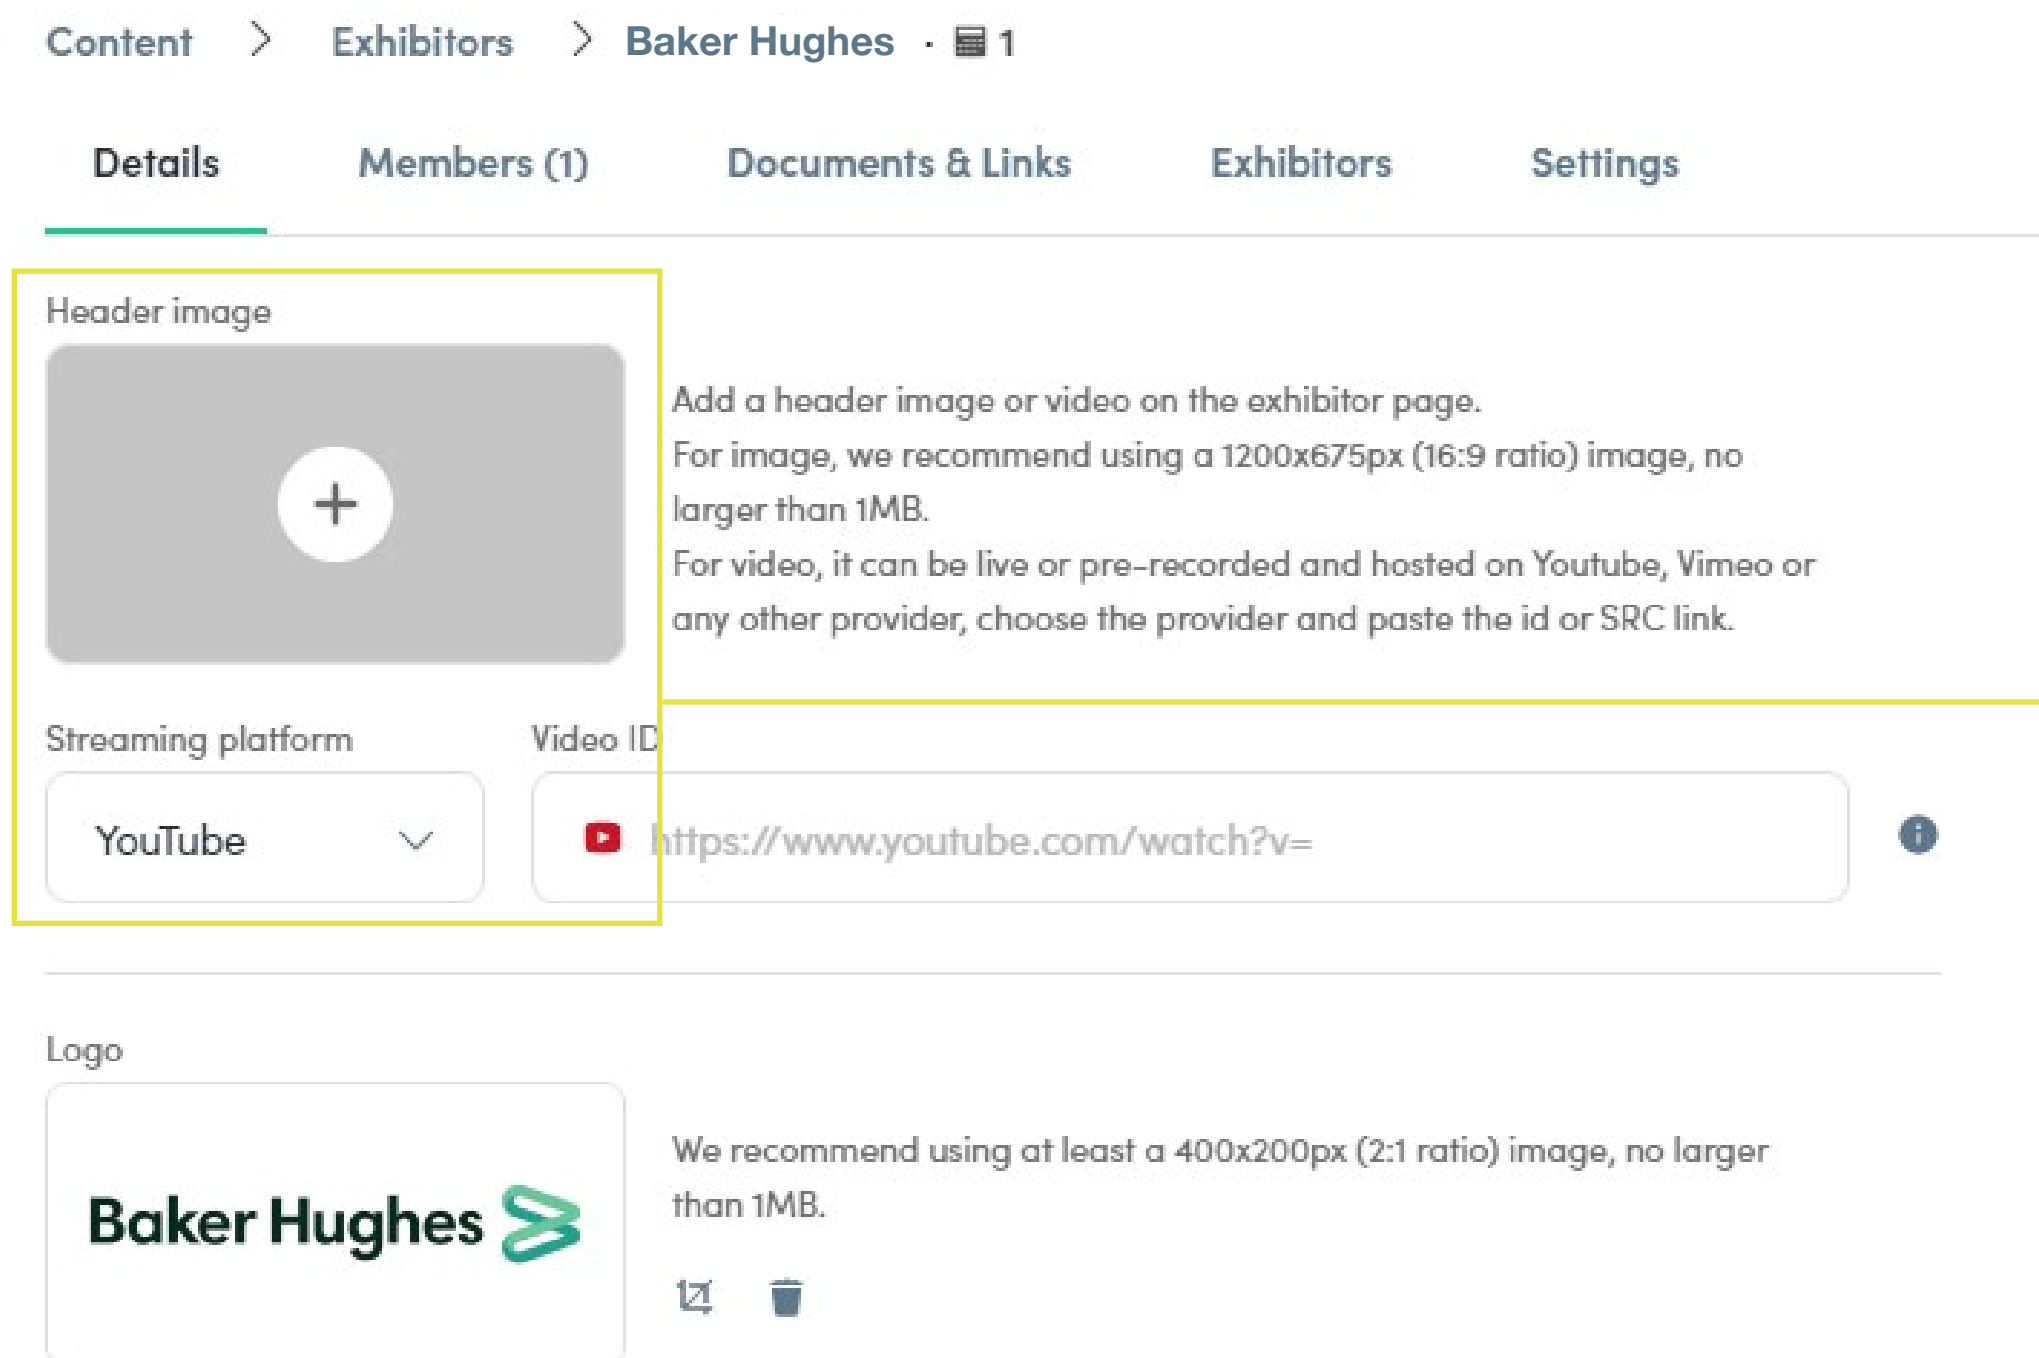 Content > Exhibitors > Baker Hughes · 1
Details Members (1) Documents & Links Exhibitors Settings
Header image
Add a header image or video on the exhibitor page.
For image, we recommend using a 1200x675px (16:9 ratio) image, no
larger than 1MB.
For video, it can be live or pre-recorded and hosted on Youtube, Vimeo or
any other provider, choose the provider and paste the id or SRC link.
Streaming platform Video ID
YouTube https://www.youtube.com/watch?v=
Logo
We recommend using at least a 400x200px (2:1 ratio) image, no larger
than 1MB.
Baker Hughes